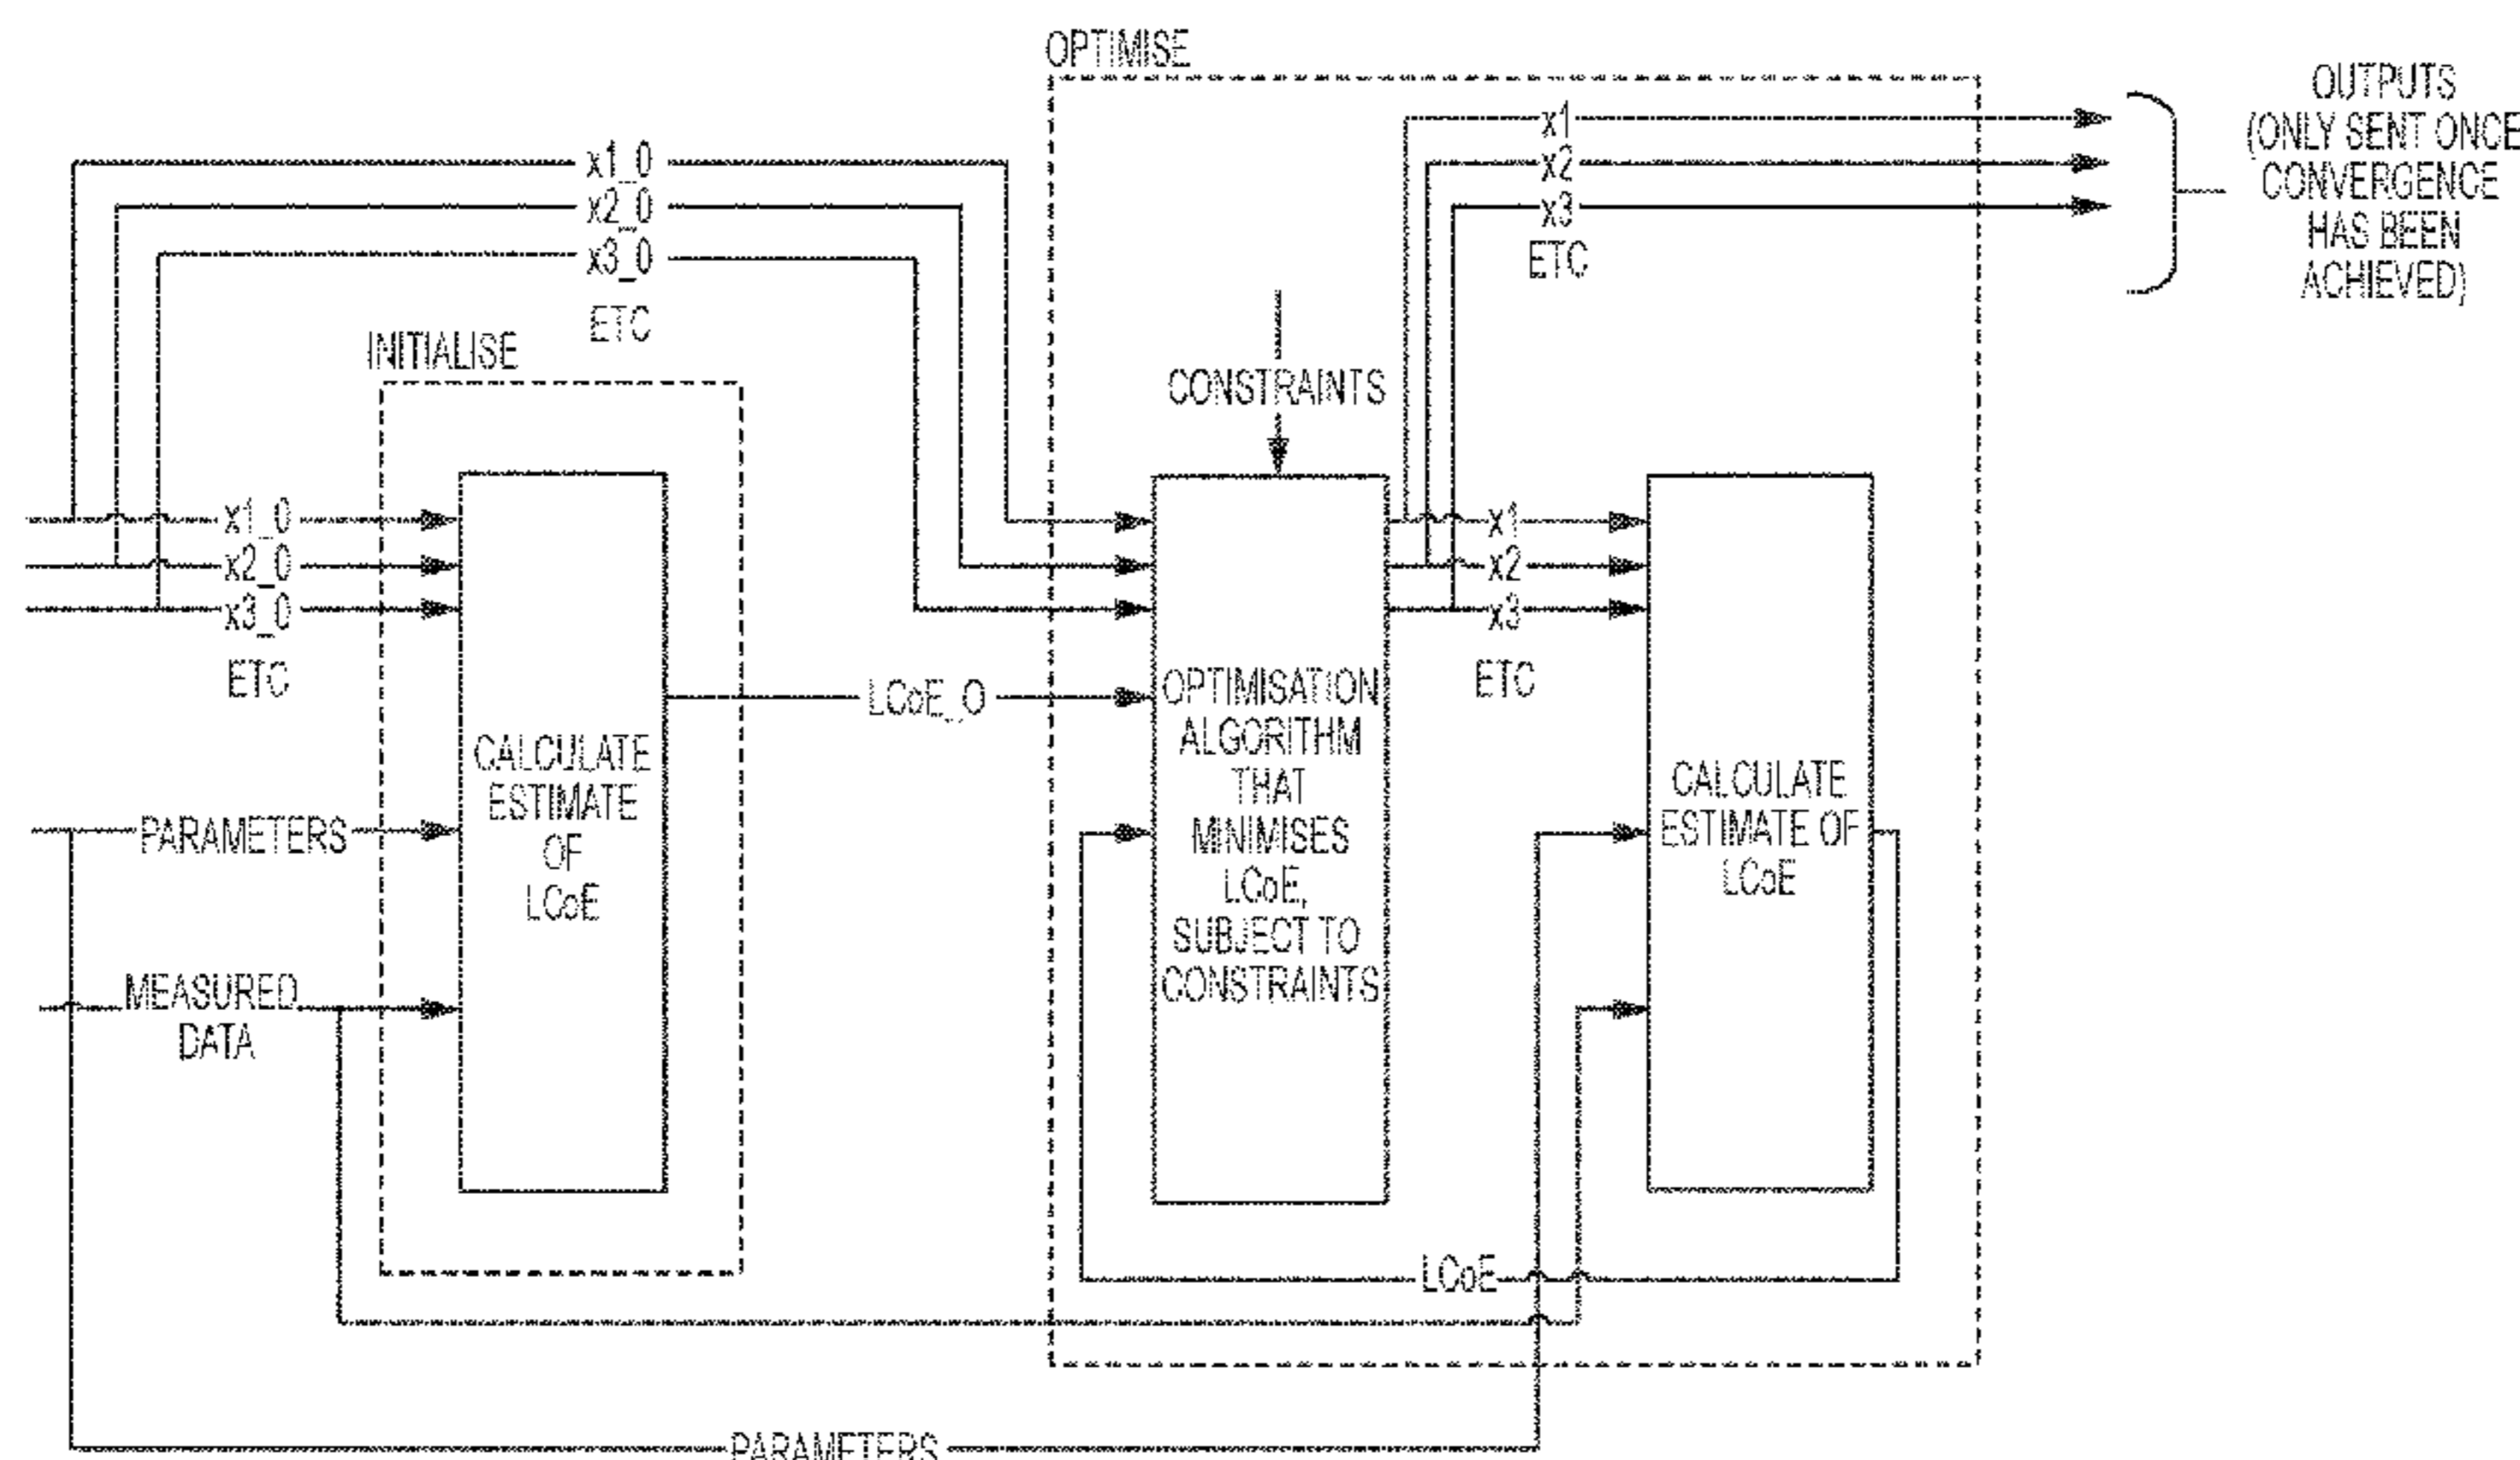 OPTIMISE
x1
x2
x3
ETC
OUTPUTS
(ONLY SENT ONCE
CONVERGENCE
HAS BEEN
ACHIEVED)
x1_0
x2_0
x3_0
ETC
INITIALISE
CONSTRAINTS
x1_0
x2_0
x3_0
ETC
x1
x2
x3
ETC
LCoE_O
PARAMETERS
MEASURED
DATA
CALCULATE
ESTIMATE
OF
LCoE
OPTIMISATION
ALGORITHM
THAT
MINIMISES
LCoE,
SUBJECT TO
CONSTRAINTS
CALCULATE
ESTIMATE OF
LCoE
LCoE
PARAMETERS